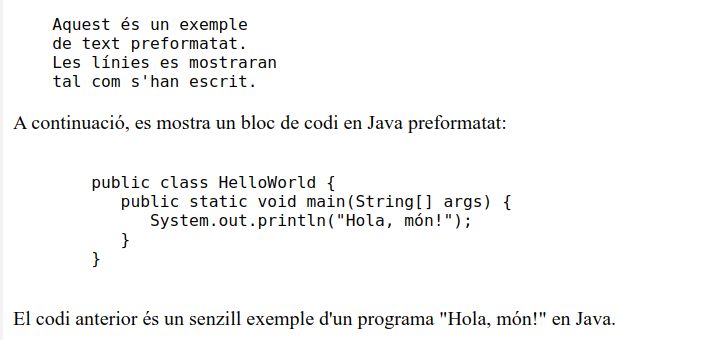 Aquest és un exemple
de text preformatat.
Les línies es mostraran
tal com s'han escrit.
A continuació, es mostra un bloc de codi en Java preformatat:
public class HelloWorld {
public static void main(String[] args) {
System.out.println("Hola, món!");
}
}
El codi anterior és un senzill exemple d'un programa "Hola, món!" en Java.